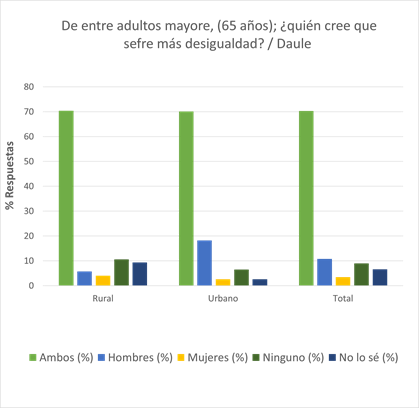 De entre adultos mayore, (65 años); ¿quién cree que
sefre más desigualdad? / Daule
80
70
60
50
40
30
20
10
0
% Respuestas
Rural Urbano Total
Ambos (%) Hombres (%) Mujeres (%) Ninguno (%) No lo sé (%)